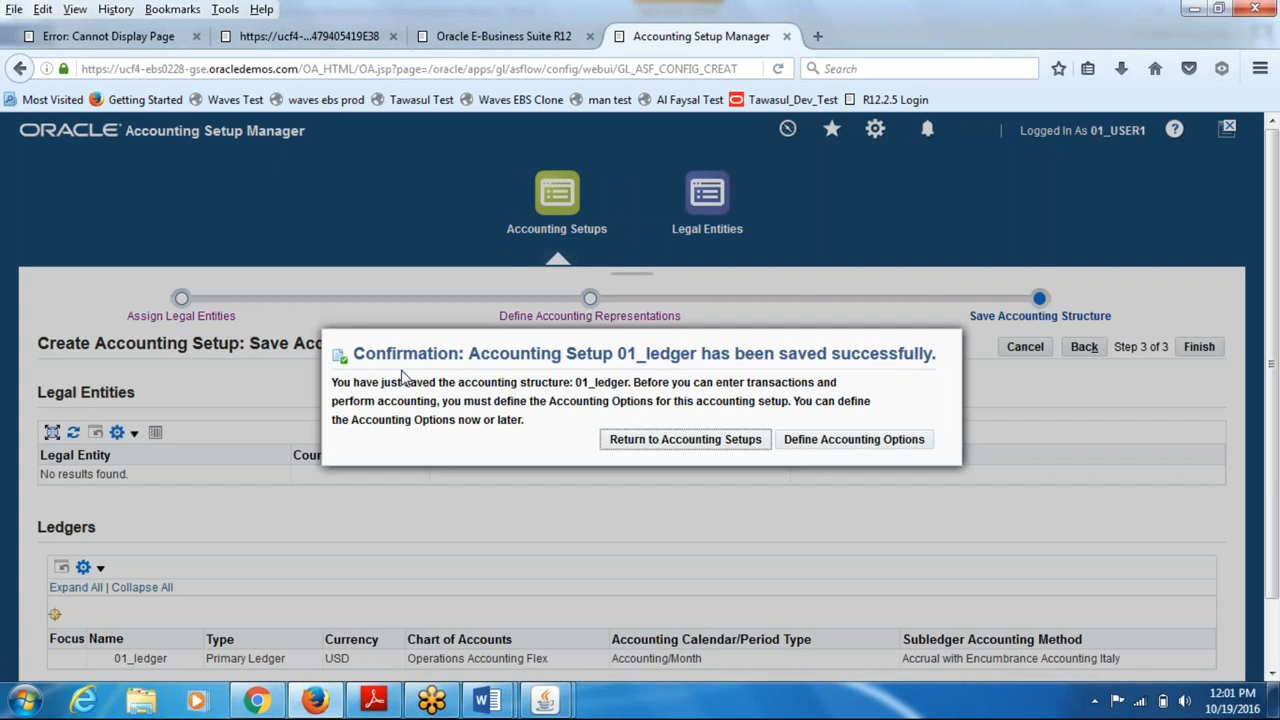 File Edit View History Bookmarks Tools Help
Error: Cannot Display Page
https://ucf4-...479405419E38
Oracle E-Business Suite R12
Accounting Setup Manager
https://ucf4-ebs0228-gse.oracledemos.com/OA_HTML/OA.jsp?page=/oracle/apps/gl/asflow/config/webui/GL_ASF_CONFIG_CREAT
Search
Most Visited Getting Started Waves Test waves ebs prod Tawasul Test Waves EBS Clone man test Al Faysal Test Tawasul_Dev_Test R12.2.5 Login
ORACLE Accounting Setup Manager
Logged In As 01_USER1
Accounting Setups
Legal Entities
Assign Legal Entities
Define Accounting Representations
Save Accounting Structure
Create Accounting Setup: Save Acc
Cancel Back Step 3 of 3 Finish
Confirmation: Accounting Setup 01_ledger has been saved successfully.
You have just saved the accounting structure: 01_ledger. Before you can enter transactions and
perform accounting, you must define the Accounting Options for this accounting setup. You can define
the Accounting Options now or later.
Return to Accounting Setups Define Accounting Options
Legal Entities
Legal Entity Coun
No results found.
Ledgers
Expand All | Collapse All
Focus Name Type Currency Chart of Accounts Accounting Calendar/Period Type Subledger Accounting Method
01_ledger Primary Ledger USD Operations Accounting Flex Accounting/Month Accrual with Encumbrance Accounting Italy
12:01 PM
10/19/2016